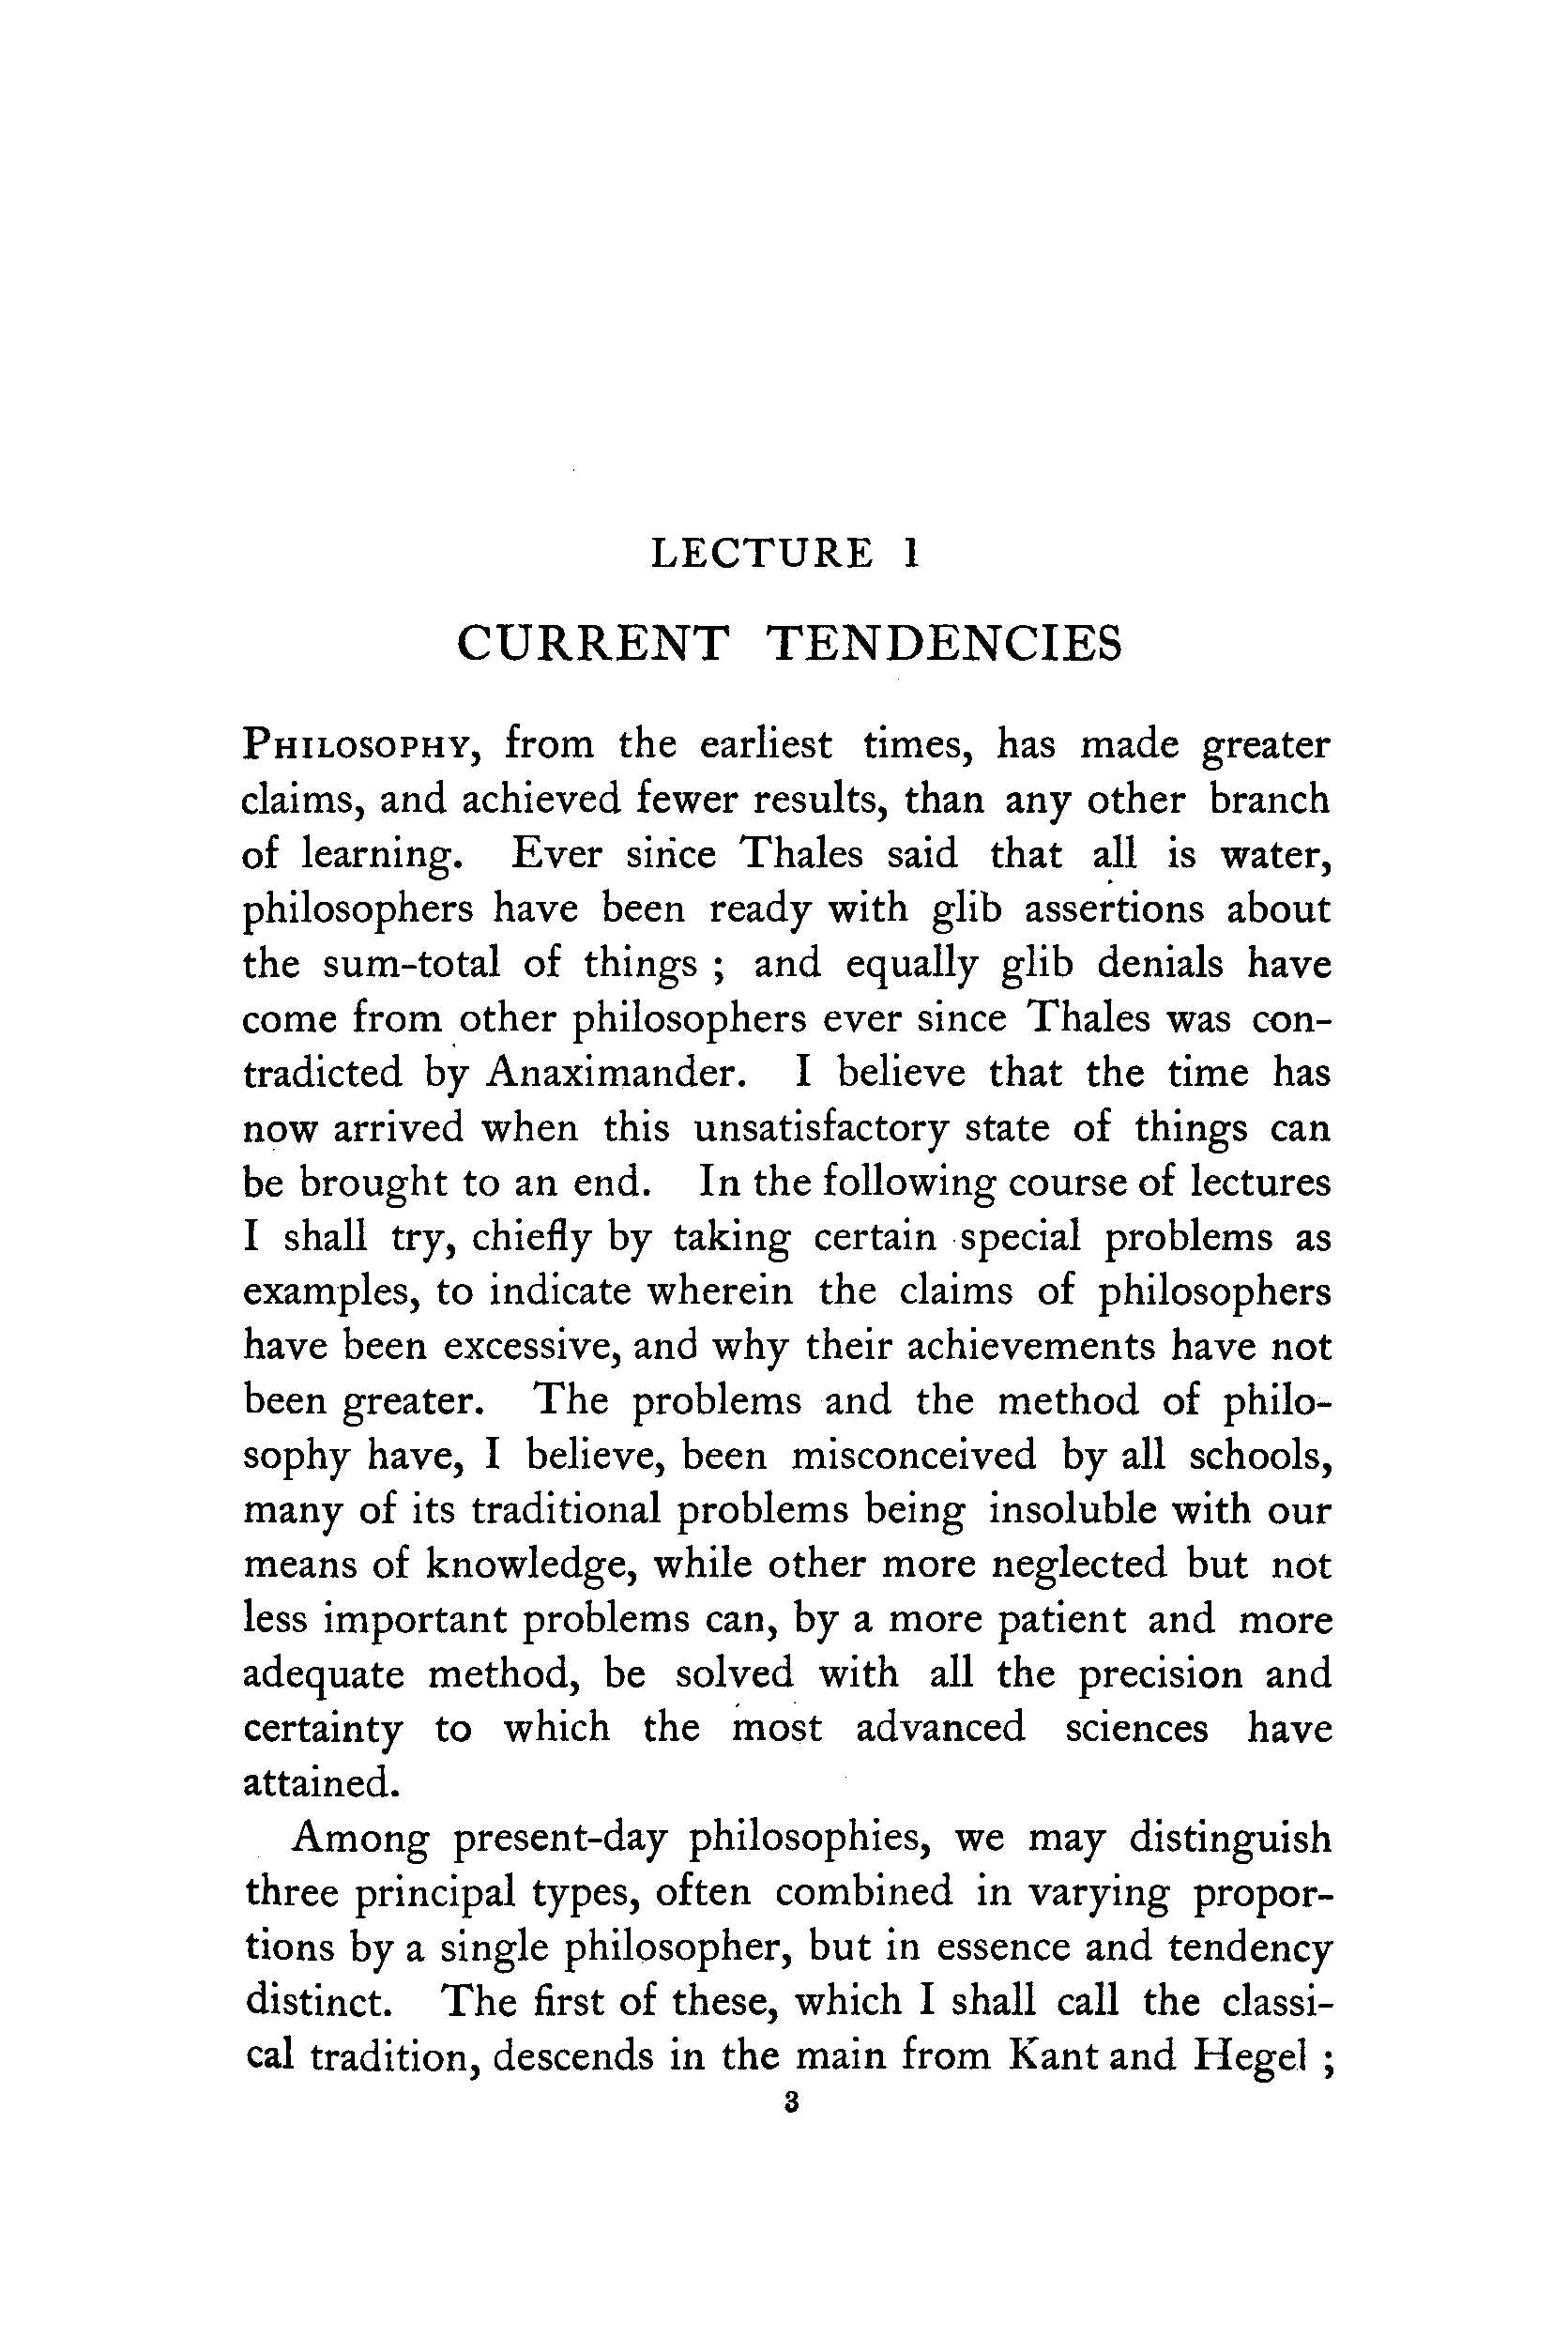 LECTURE 1
CURRENT TENDENCIES
PHILOSOPHY, from the earliest times, has made greater
claims, and achieved fewer results, than any other branch
of learning. Ever since Thales said that all is water,
philosophers have been ready with glib assertions about
the sum-total of things ; and equally glib denials have
come from other philosophers ever since Thales was con-
tradicted by Anaximander. I believe that the time has
now arrived when this unsatisfactory state of things can
be brought to an end. In the following course of lectures
I shall try, chiefly by taking certain special problems as
examples, to indicate wherein the claims of philosophers
have been excessive, and why their achievements have not
been greater. The problems and the method of philo-
sophy have, I believe, been misconceived by all schools,
many of its traditional problems being insoluble with our
means of knowledge, while other more neglected but not
less important problems can, by a more patient and more
adequate method, be solved with all the precision and
certainty to which the most advanced sciences have
attained.
Among present-day philosophies, we may distinguish
three principal types, often combined in varying propor-
tions by a single philosopher, but in essence and tendency
distinct. The first of these, which I shall call the classi-
cal tradition, descends in the main from Kant and Hegel ;
3